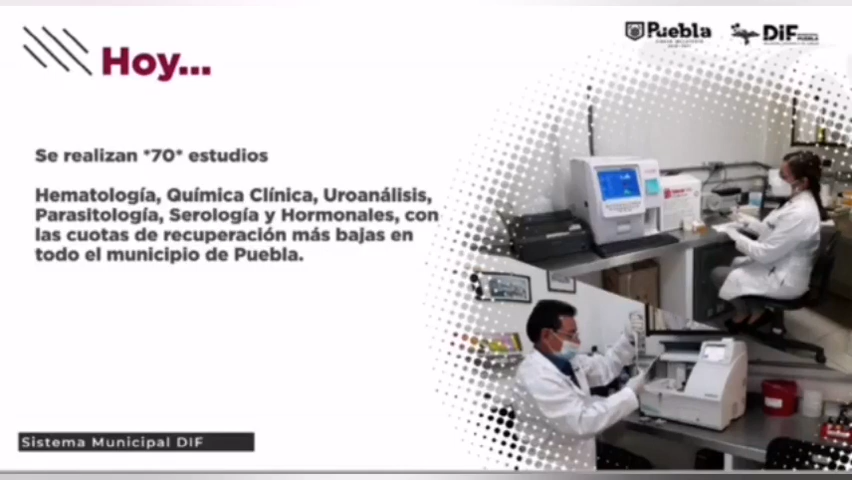 Hoy...
Puebla
DiF
Se realizan *70* estudios
Hematología, Química Clínica, Uroanálisis,
Parasitología, Serología y Hormonales, con
las cuotas de recuperación más bajas en
todo el municipio de Puebla.
Sistema Municipal DIF